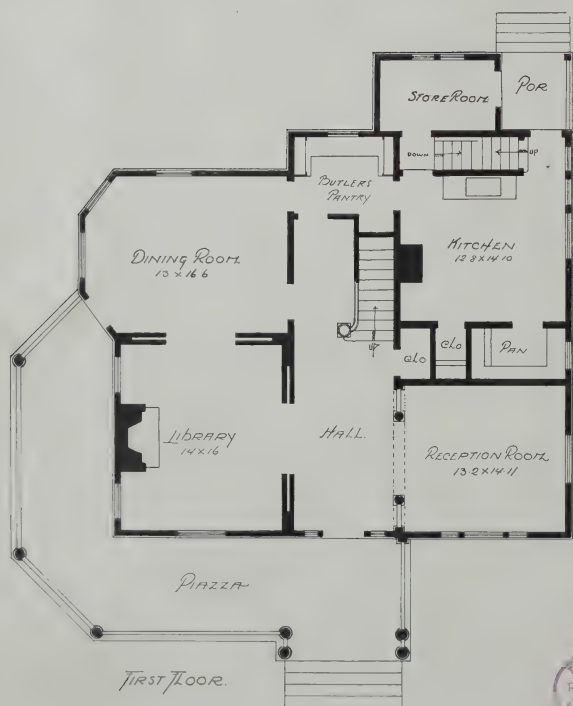 STORE ROOM
POR
DOWN
UP
BUTLERS
PANTRY
DINING ROOM
13 X 16 6
KITCHEN
12 8 X 14 10
UP
CLO
CLO
PAN
LIBRARY
14 X 16
HALL.
RECEPTION ROOM
13.2 X 14.11
PIAZZA
FIRST FLOOR.